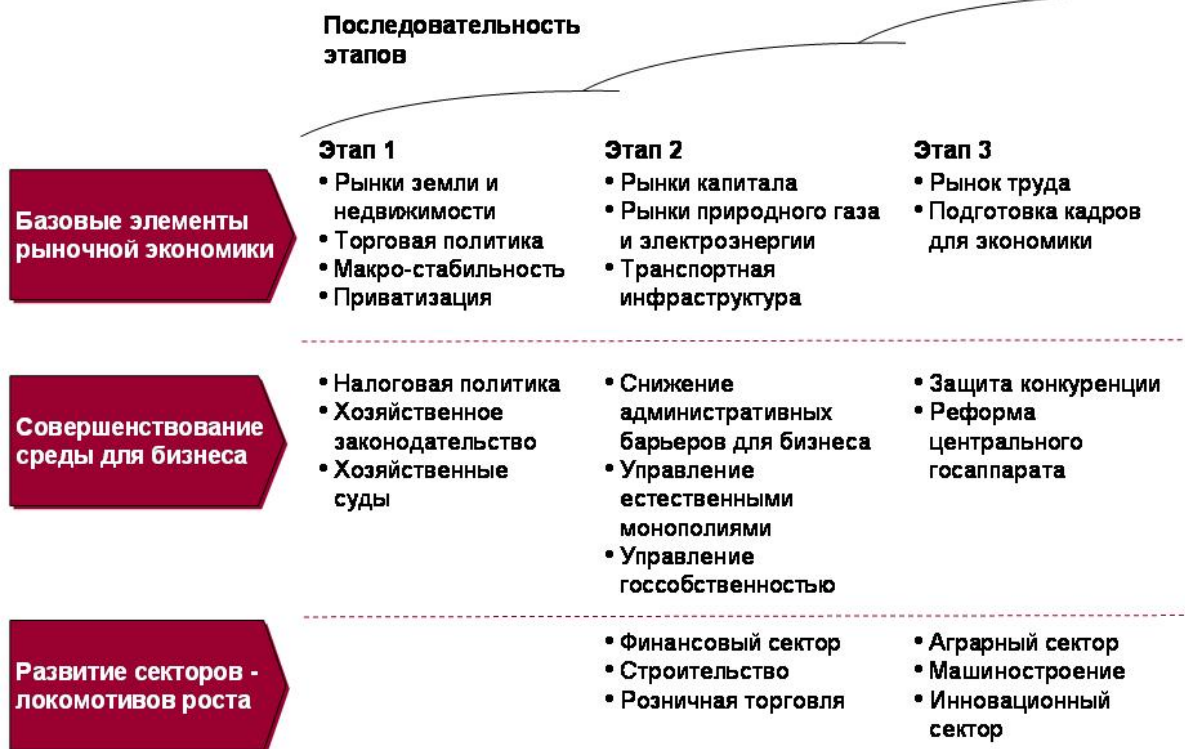 Последовательность
этапов
Этап 1
Этап 2
Этап 3
Базовые элементы
рыночной экономики
• Рынки земли и
недвижимости
• Торговая политика
• Макро-стабильность
• Приватизация
• Рынки капитала
• Рынки природного газа
и электроэнергии
• Транспортная
инфраструктура
• Рынок труда
• Подготовка кадров
для экономики
Совершенствование
среды для бизнеса
• Налоговая политика
• Хозяйственное
законодательство
• Хозяйственные
суды
• Снижение
административных
барьеров для бизнеса
• Управление
естественными
монополиями
• Управление
госсобственностью
• Защита конкуренции
• Реформа
центрального
госаппарата
Развитие секторов -
локомотивов роста
• Финансовый сектор
• Строительство
• Розничная торговля
• Аграрный сектор
• Машиностроение
• Инновационный
сектор